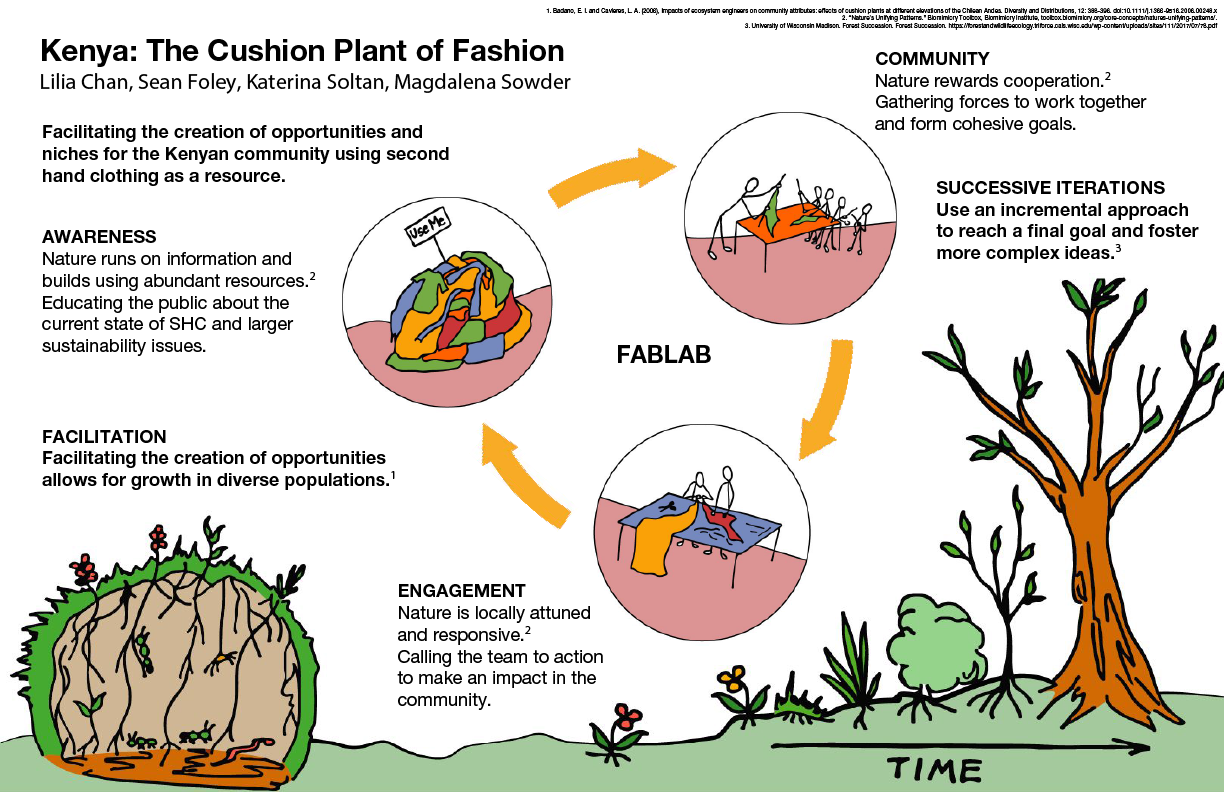 1. Badano, E. I. and Cavieres, L. A. (2006), Impacts of ecosystem engineers on community attributes: effects of cushion plants at different elevations of the Chilean Andes. Diversity and Distributions, 12: 388-396. doi:10.1111/j.1366-9516.2006.00248.x
2. "Nature's Unifying Patterns." Biomimicry Toolbox, Biomimicry Institute, toolbox.biomimicry.org/core-concepts/natures-unifying-patterns/.
3. University of Wisconsin Madison. Forest Succession. Forest Succession. https://forestandwildlifeecology.triforce.cals.wisc.edu/wp-content/uploads/sites/111/2017/07/78.pdf
Kenya: The Cushion Plant of Fashion
Lilia Chan, Sean Foley, Katerina Soltan, Magdalena Sowder
Facilitating the creation of opportunities and
niches for the Kenyan community using second
hand clothing as a resource.
AWARENESS
Nature runs on information and
builds using abundant resources.²
Educating the public about the
current state of SHC and larger
sustainability issues.
Use Me
COMMUNITY
Nature rewards cooperation.²
Gathering forces to work together
and form cohesive goals.
SUCCESSIVE ITERATIONS
Use an incremental approach
to reach a final goal and foster
more complex ideas.³
FABLAB
FACILITATION
Facilitating the creation of opportunities
allows for growth in diverse populations.¹
ENGAGEMENT
Nature is locally attuned
and responsive.²
Calling the team to action
to make an impact in the
community.
TIME